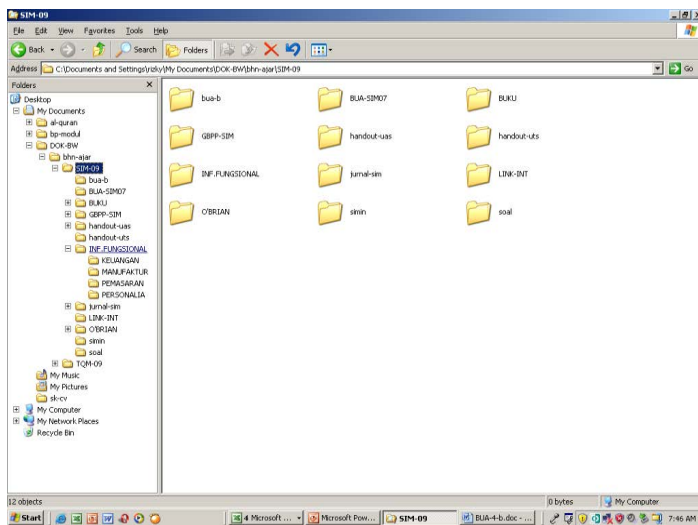 SIM-09
File Edit View Favorites Tools Help
Back Search Folders
Address C:\Documents and Settings\rizky\My Documents\DOK-BW\bhn-ajar\SIM-09 Go
Folders
Desktop
My Documents
al-quran
bp-modul
DOK-BW
bhn-ajar
SIM-09
bua-b
BUA-SIM07
BUKU
GBPP-SIM
handout-uas
handout-uts
INF.FUNGSIONAL
KEUANGAN
MANUFAKTUR
PEMASARAN
PERSONALIA
jurnal-sim
LINK-INT
O'BRIAN
simin
soal
TQM-09
My Music
My Pictures
sk-cv
My Computer
My Network Places
Recycle Bin
bua-b BUA-SIM07 BUKU
GBPP-SIM handout-uas handout-uts
INF.FUNGSIONAL jurnal-sim LINK-INT
O'BRIAN simin soal
12 objects 0 bytes My Computer
Start 4 Microsoft ... Microsoft Pow... SIM-09 BUA-4-b.doc - ... 7:46 AM